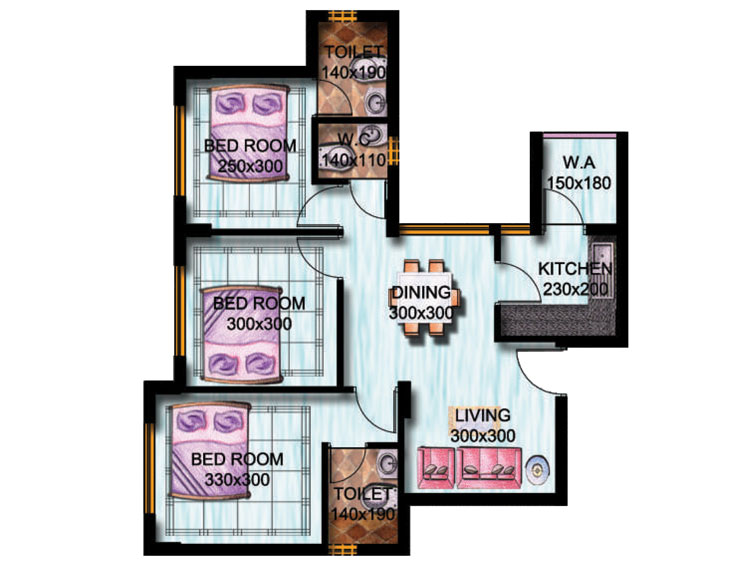 TOILET
140x190
BED ROOM
250x300
W.C
140x110
W.A
150x180
KITCHEN
230x200
DINING
300x300
BED ROOM
300x300
LIVING
300x300
BED ROOM
330x300
TOILET
140x190